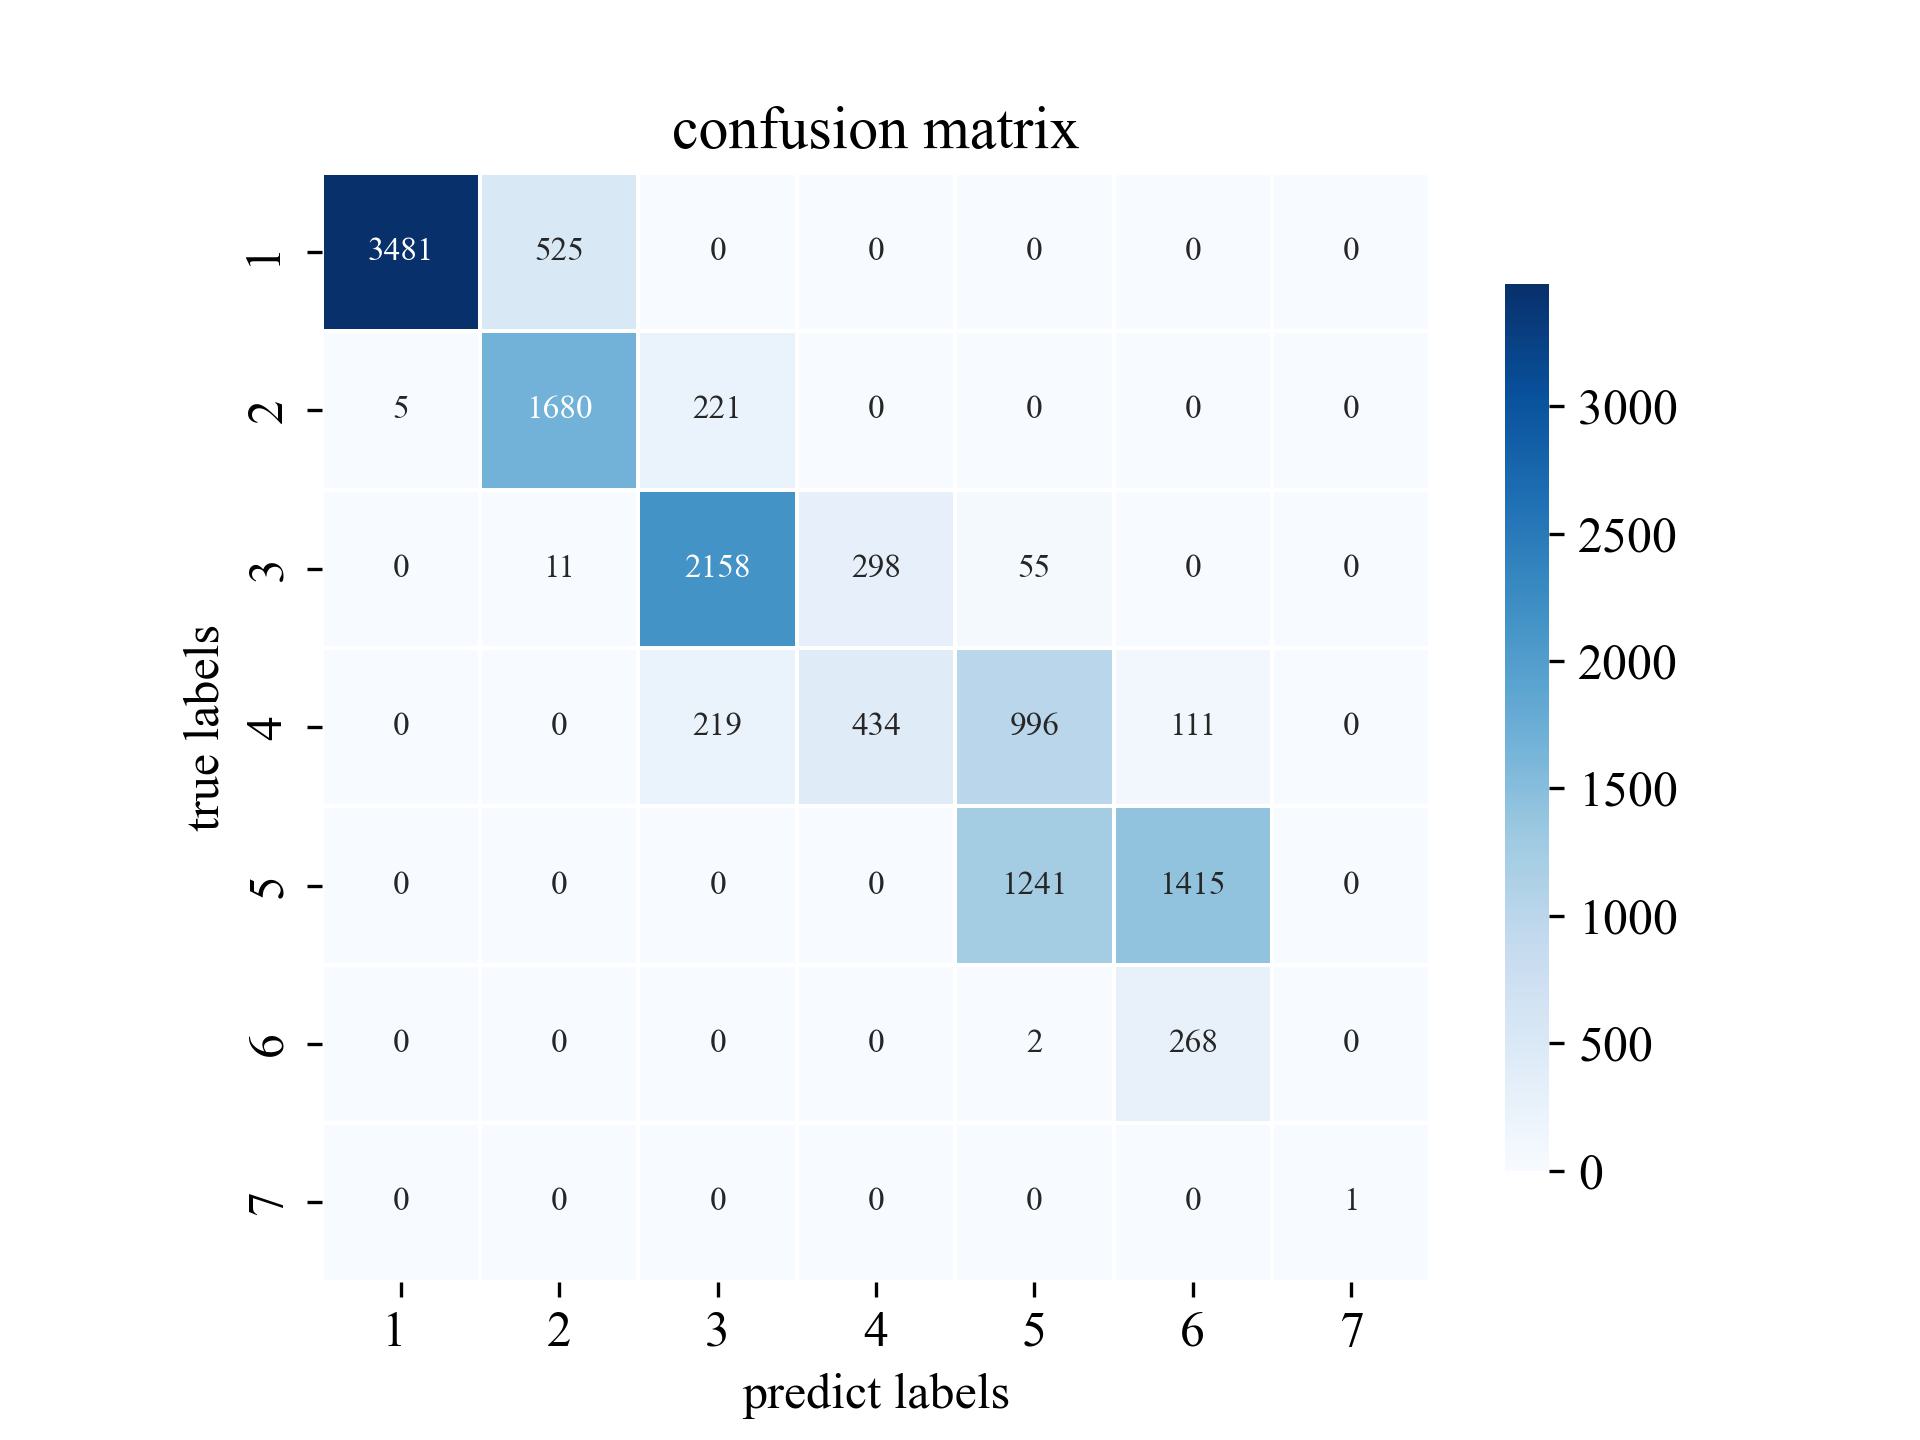 confusion matrix
1 3481 525 0 0 0 0 0
2 5 1680 221 0 0 0 0
3 0 11 2158 298 55 0 0
4 0 0 219 434 996 111 0
5 0 0 0 0 1241 1415 0
6 0 0 0 0 2 268 0
7 0 0 0 0 0 0 1
1 2 3 4 5 6 7
predict labels
true labels
3000
2500
2000
1500
1000
500
0